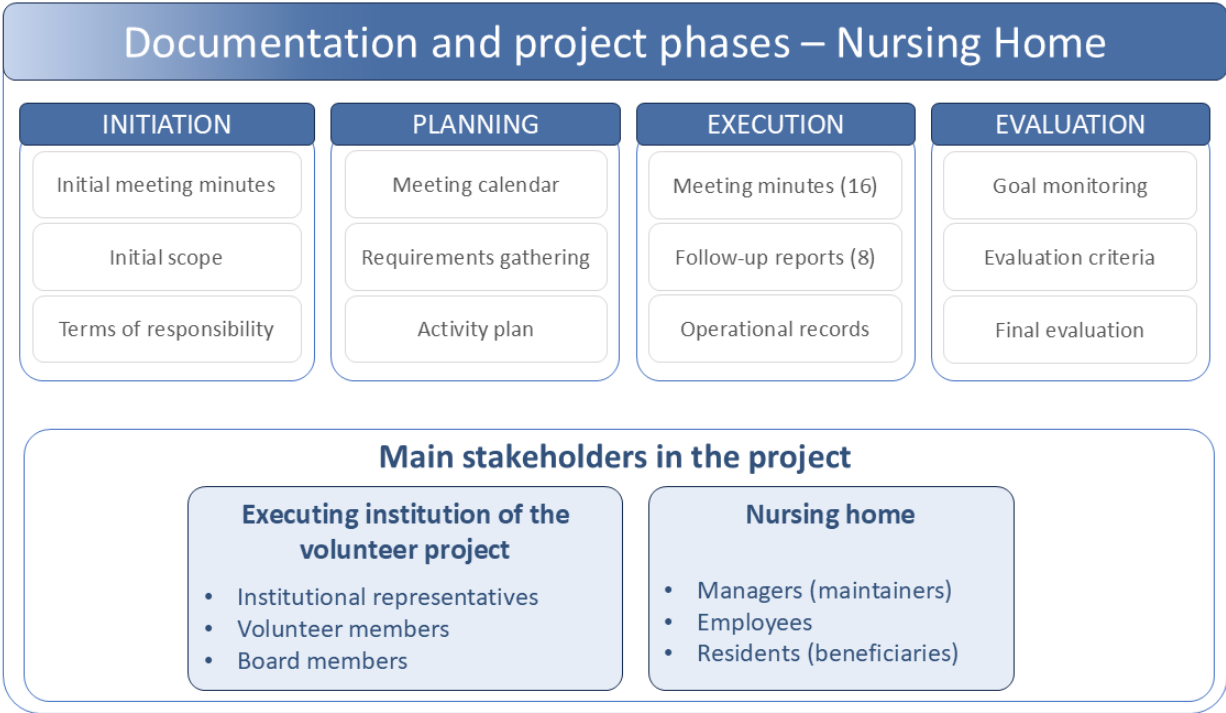 Documentation and project phases – Nursing Home
INITIATION
Initial meeting minutes
Initial scope
Terms of responsibility
PLANNING
Meeting calendar
Requirements gathering
Activity plan
EXECUTION
Meeting minutes (16)
Follow-up reports (8)
Operational records
EVALUATION
Goal monitoring
Evaluation criteria
Final evaluation
Main stakeholders in the project
Executing institution of the
volunteer project
• Institutional representatives
• Volunteer members
• Board members
Nursing home
• Managers (maintainers)
• Employees
• Residents (beneficiaries)